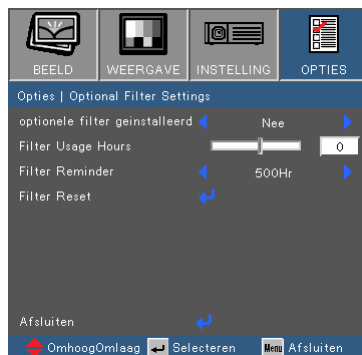 BEELD WEERGAVE INSTELLING OPTIES
Opties | Optional Filter Settings
optionele filter geinstalleerd Nee
Filter Usage Hours 0
Filter Reminder 500Hr
Filter Reset
Afsluiten
OmhoogOmlaag Selecteren Menu Afsluiten